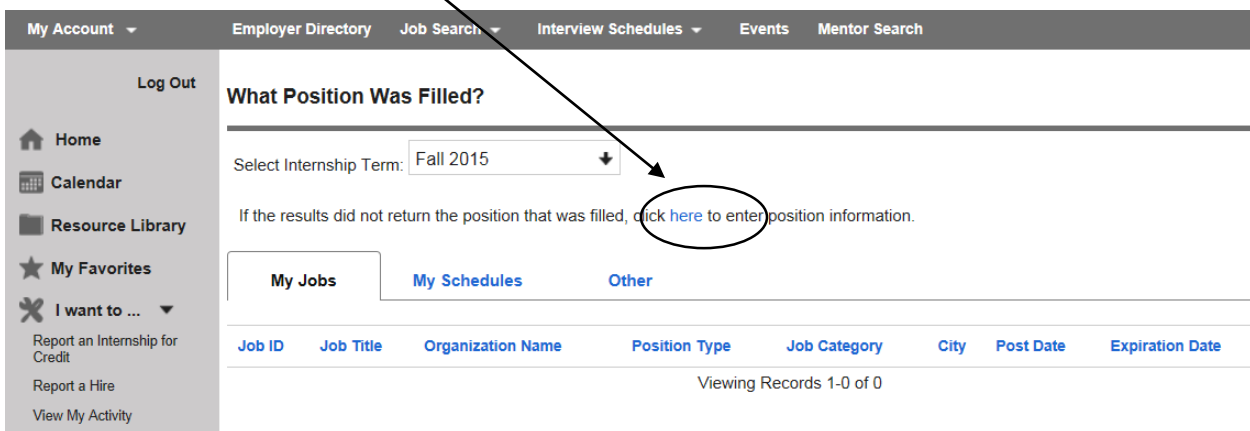 My Account Employer Directory Job Search Interview Schedules Events Mentor Search
Log Out
Home
Calendar
Resource Library
My Favorites
I want to ...
Report an Internship for
Credit
Report a Hire
View My Activity
What Position Was Filled?
Select Internship Term: Fall 2015
If the results did not return the position that was filled, click here to enter position information.
My Jobs My Schedules Other
Job ID Job Title Organization Name Position Type Job Category City Post Date Expiration Date
Viewing Records 1-0 of 0